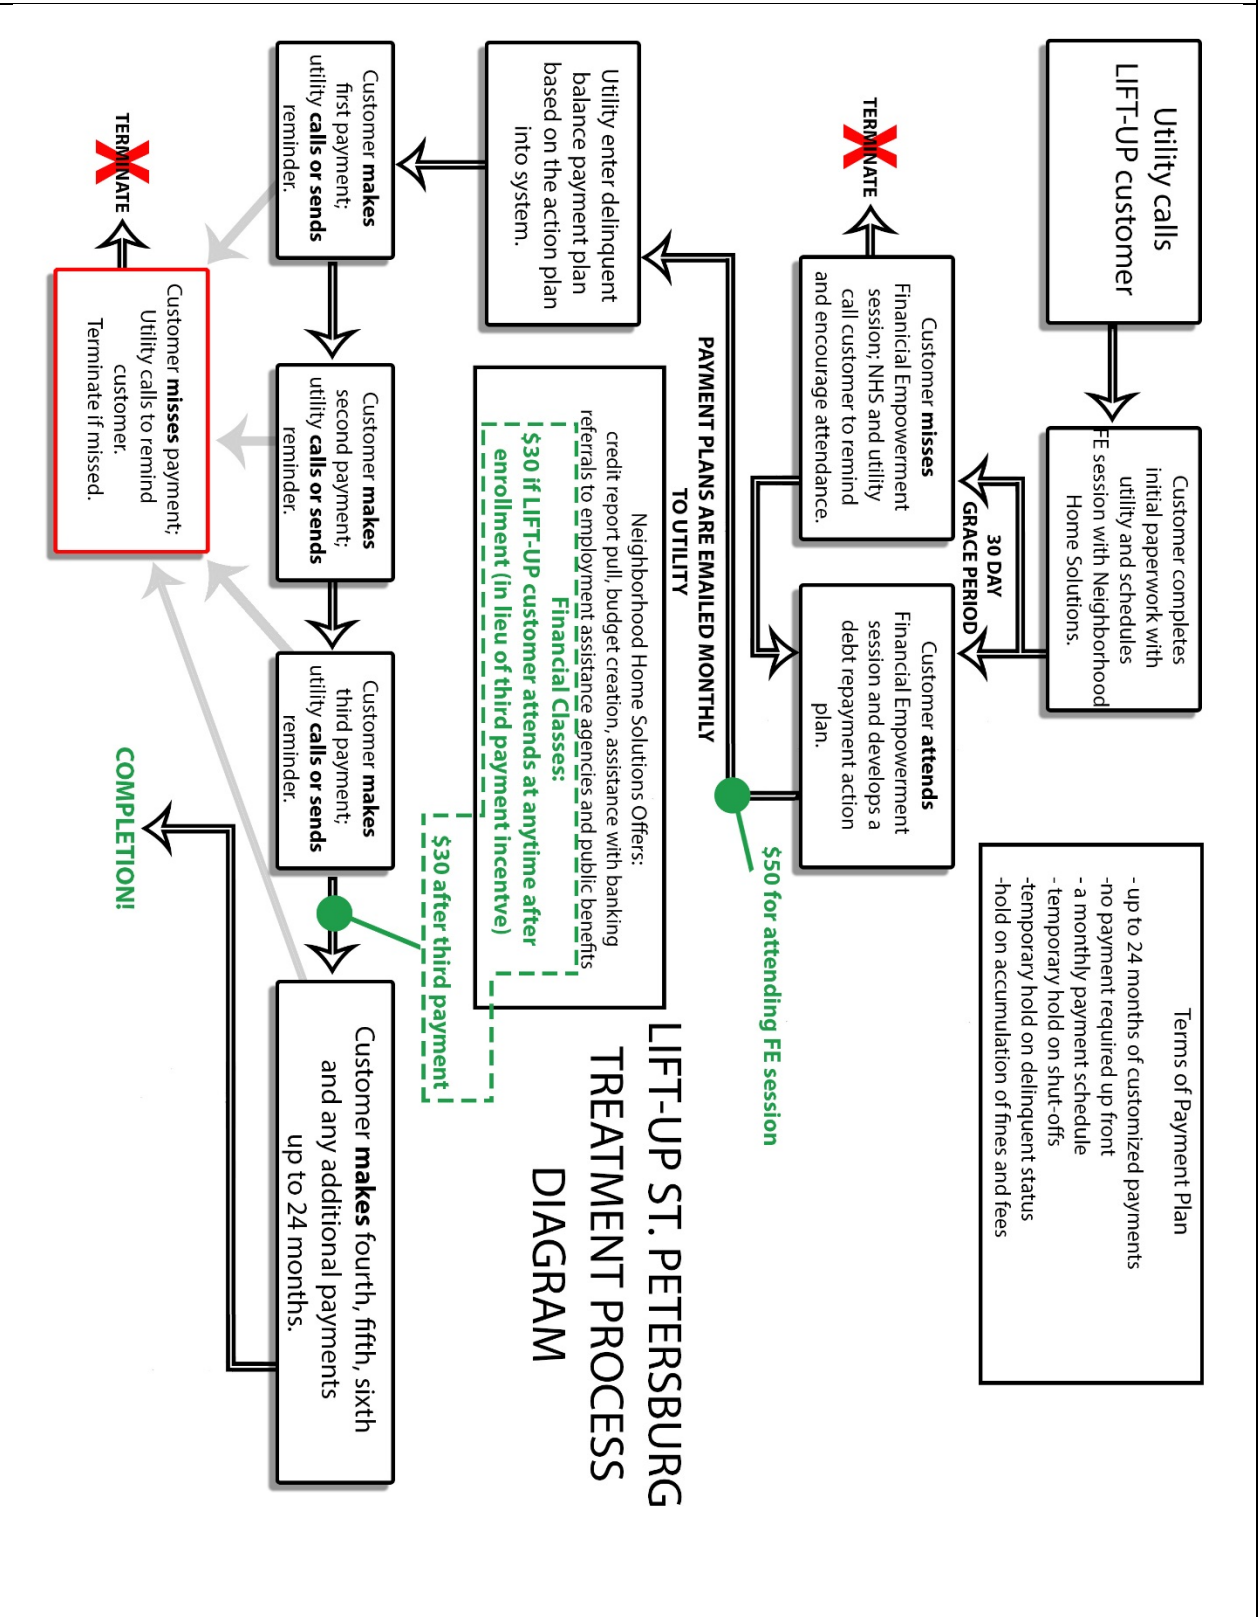 Utility calls
LIFT-UP customer
Customer completes
initial paperwork with
utility and schedules
FE session with Neighborhood
Home Solutions.
Terms of Payment Plan
- up to 24 months of customized payments
-no payment required up front
- a monthly payment schedule
- temporary hold on shut-offs
-temporary hold on delinquent status
-hold on accumulation of fines and fees
30 DAY
GRACE PERIOD
TERMINATE
Customer misses
Finanicial Empowerment
session; NHS and utility
call customer to remind
and encourage attendance.
Customer attends
Financial Empowerment
session and develops a
debt repayment action
plan.
$50 for attending FE session
PAYMENT PLANS ARE EMAILED MONTHLY
TO UTILITY
Utility enter delinquent
balance payment plan
based on the action plan
into system.
Neighborhood Home Solutions Offers:
credit report pull, budget creation, assistance with banking
referrals to employment assistance agencies and public benefits
Financial Classes:
$30 if LIFT-UP customer attends at anytime after
enrollment (in lieu of third payment incentve)
LIFT-UP ST. PETERSBURG
TREATMENT PROCESS
DIAGRAM
$30 after third payment
Customer makes
first payment;
utility calls or sends
reminder.
Customer makes
second payment;
utility calls or sends
reminder.
Customer makes
third payment;
utility calls or sends
reminder.
Customer makes fourth, fifth, sixth
and any additional payments
up to 24 months.
TERMINATE
Customer misses payment;
Utility calls to remind
customer.
Terminate if missed.
COMPLETION!